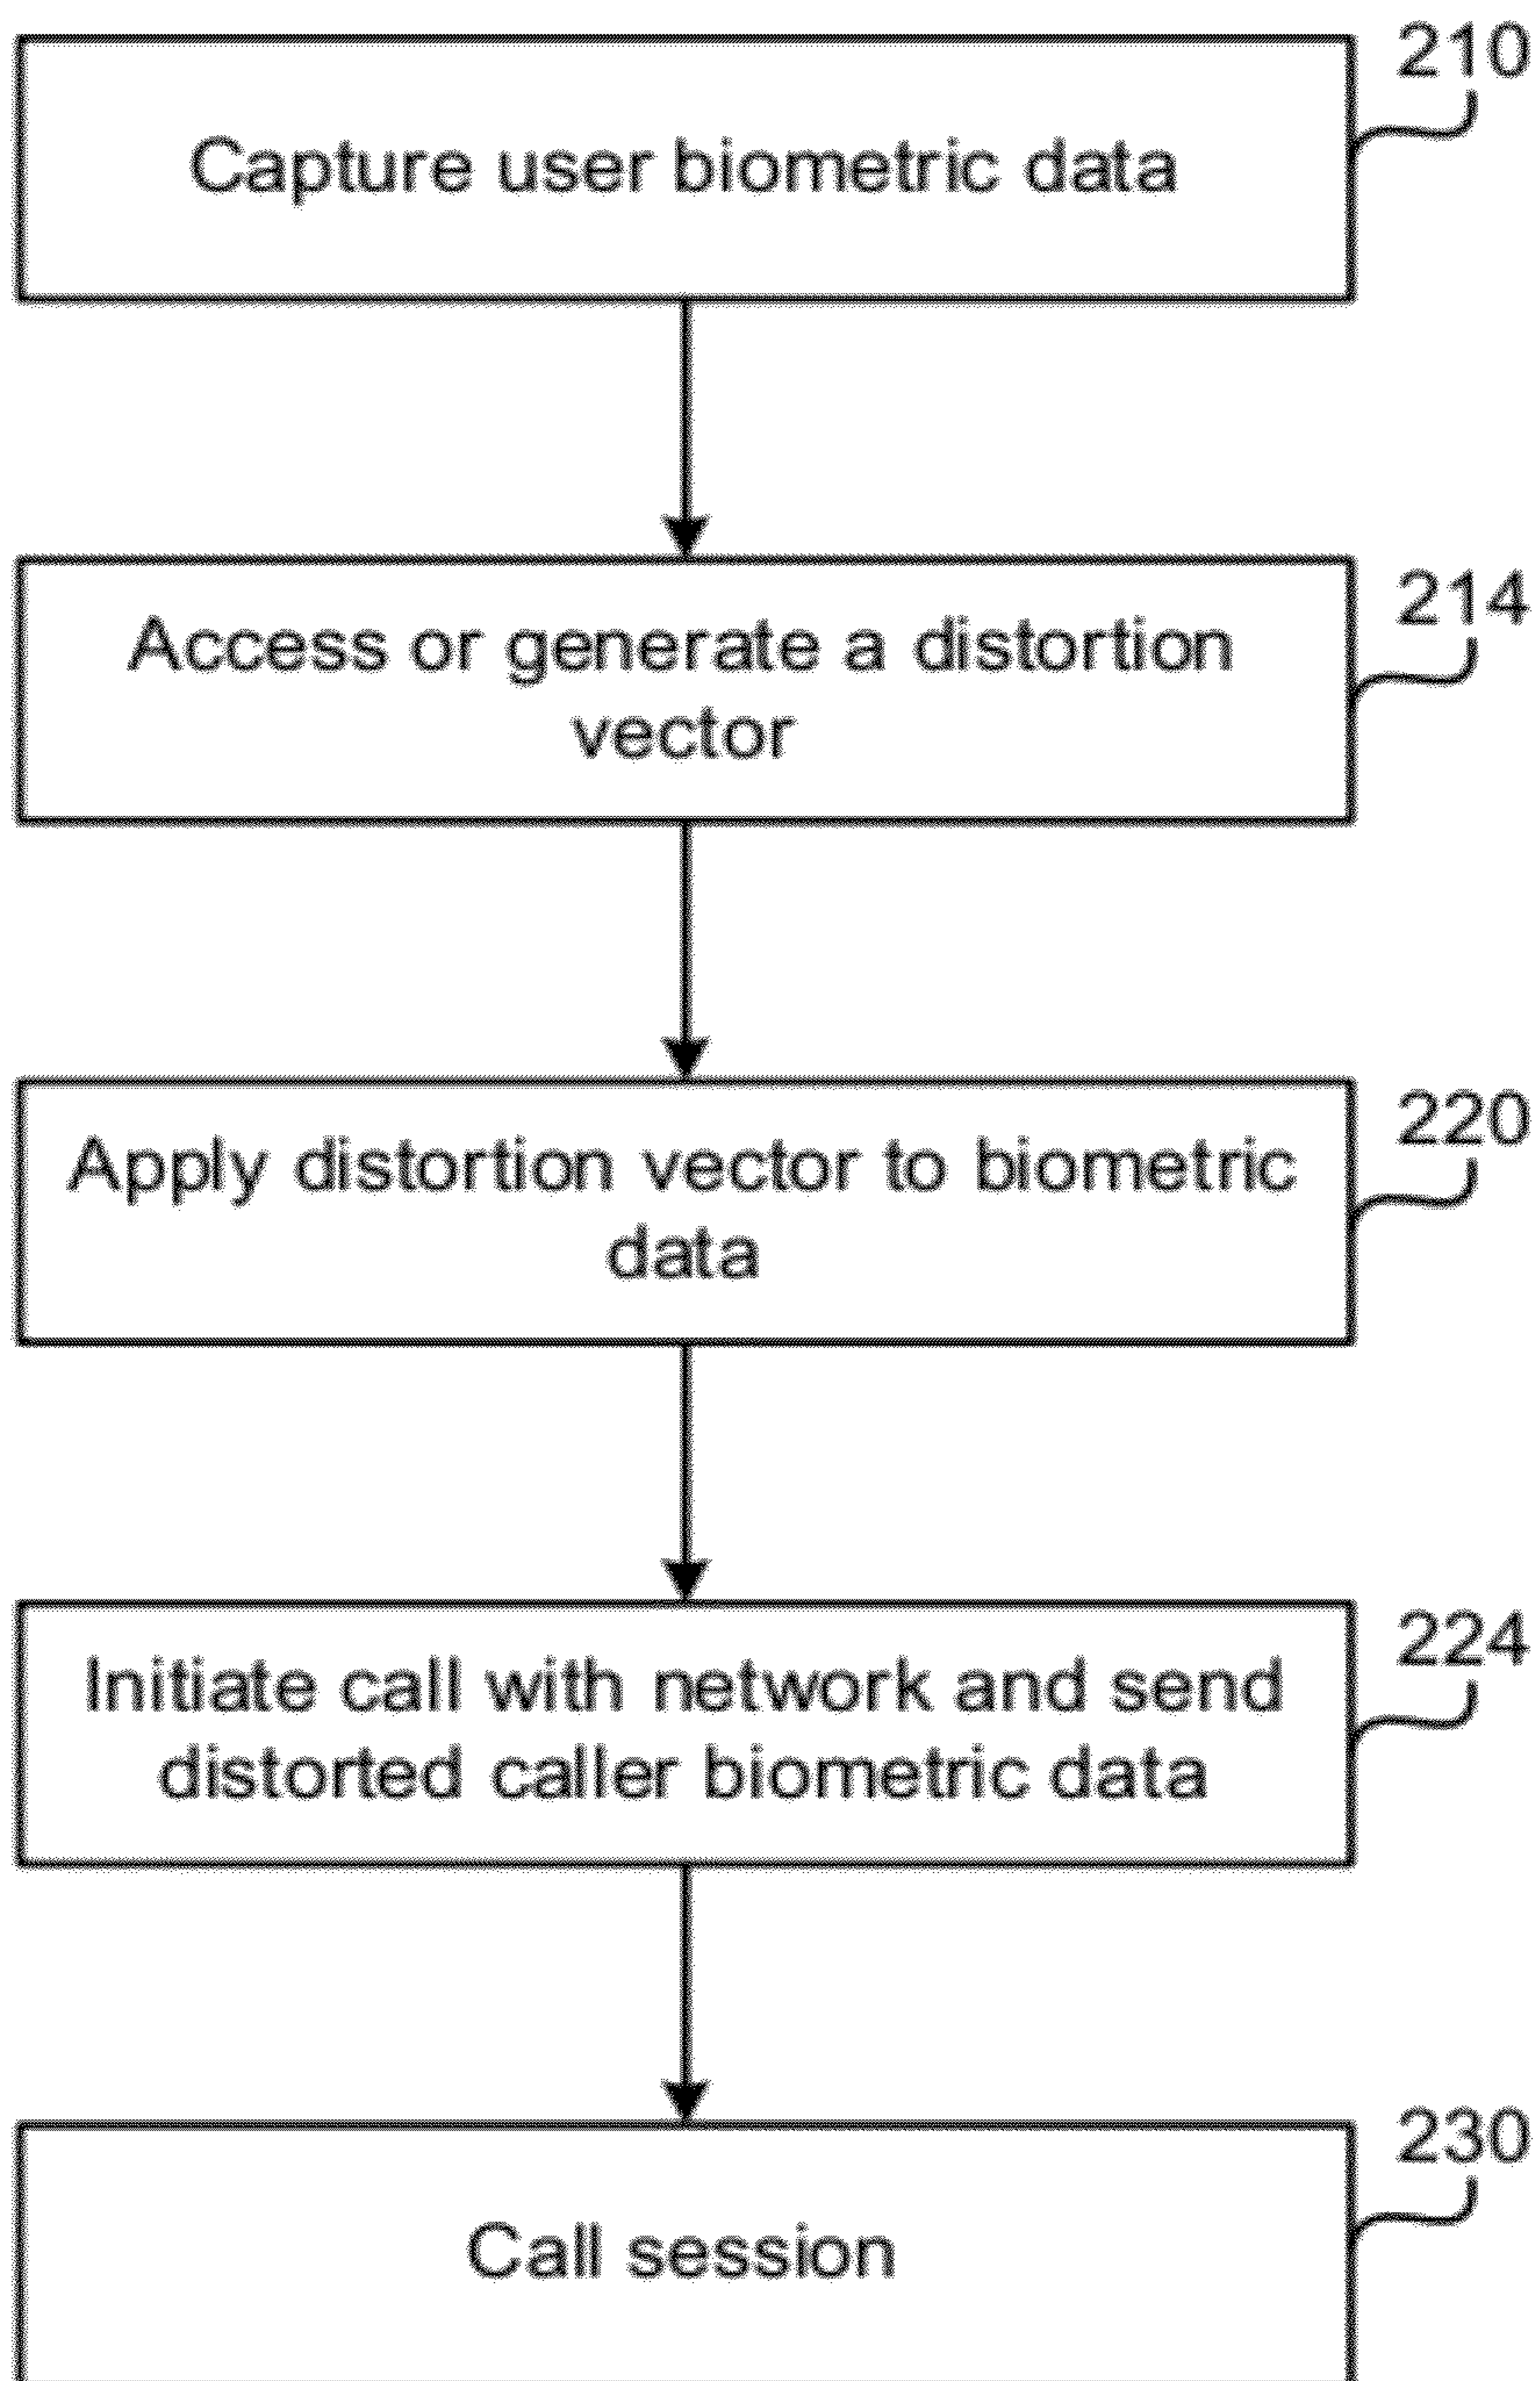 210
Capture user biometric data
214
Access or generate a distortion
vector
220
Apply distortion vector to biometric
data
224
Initiate call with network and send
distorted caller biometric data
230
Call session